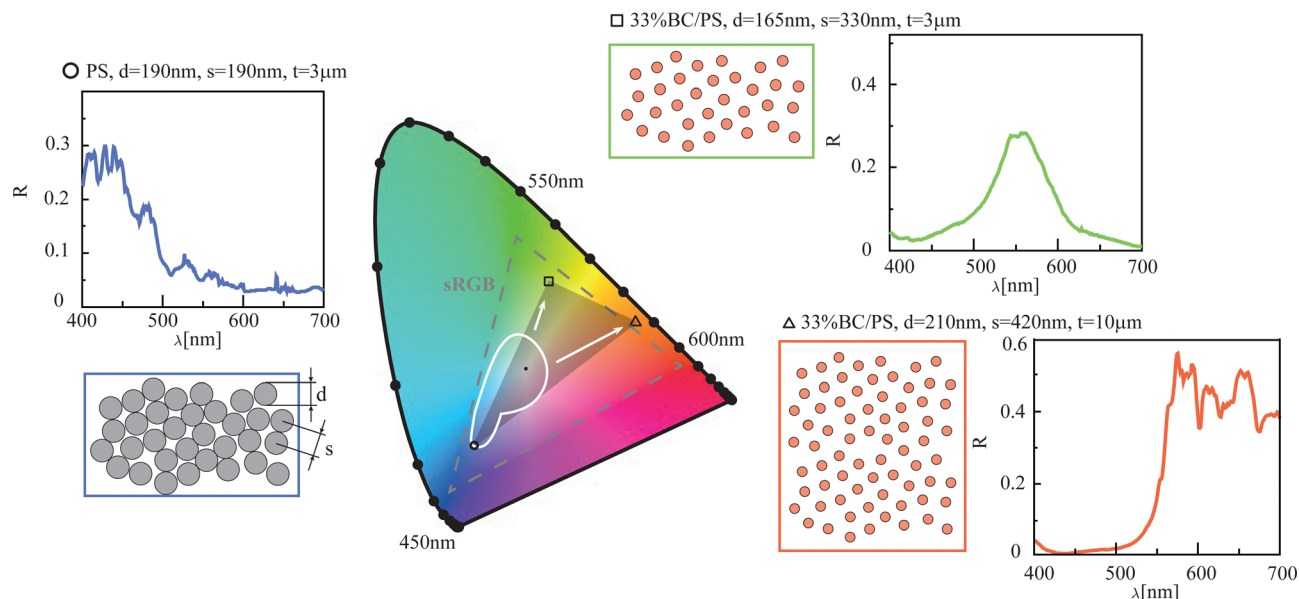 33%BC/PS, d=165nm, s=330nm, t=3μm
PS, d=190nm, s=190nm, t=3μm
R
0.3
0.2
0.1
0
400
500
600
700
λ[nm]
d
s
550nm
sRGB
600nm
450nm
R
0.2
0
400
500
600
700
λ[nm]
33%BC/PS, d=210nm, s=420nm, t=10μm
R
0.6
0.4
0.2
0
400
500
600
700
λ[nm]